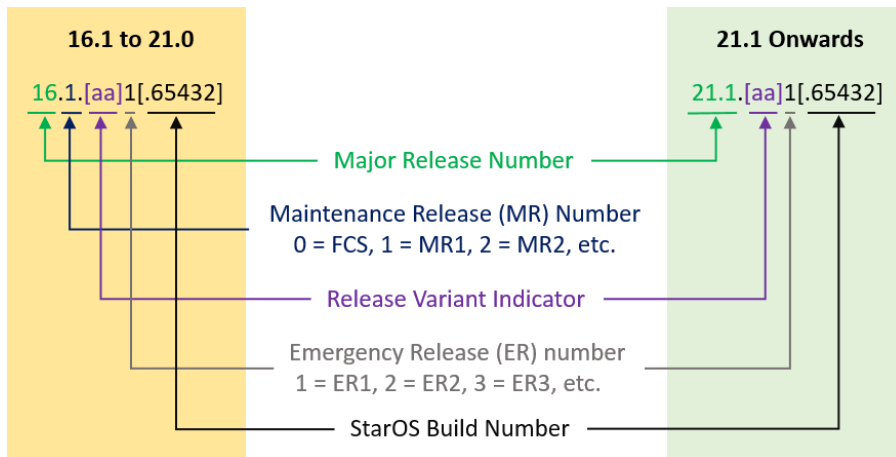 16.1 to 21.0
21.1 Onwards
16.1.[aa]1[.65432]
21.1.[aa]1[.65432]
Major Release Number
Maintenance Release (MR) Number
0 = FCS, 1 = MR1, 2 = MR2, etc.
Release Variant Indicator
Emergency Release (ER) number
1 = ER1, 2 = ER2, 3 = ER3, etc.
StarOS Build Number